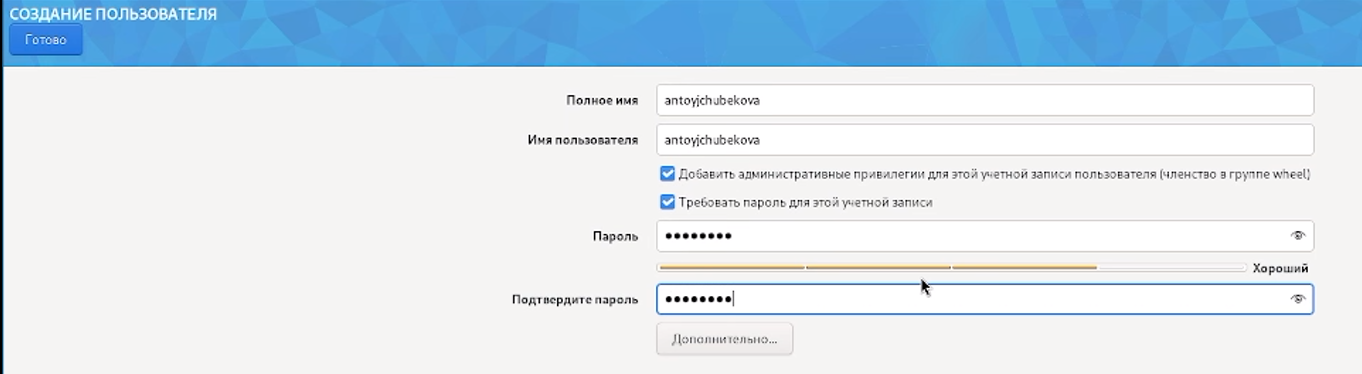 СОЗДАНИЕ ПОЛЬЗОВАТЕЛЯ
Готово
Полное имя antoyjchubekova
Имя пользователя antoyjchubekova
Добавить административные привилегии для этой учетной записи пользователя (членство в группе wheel)
Требовать пароль для этой учетной записи
Пароль ••••••••
Хороший
Подтвердите пароль ••••••••
Дополнительно...